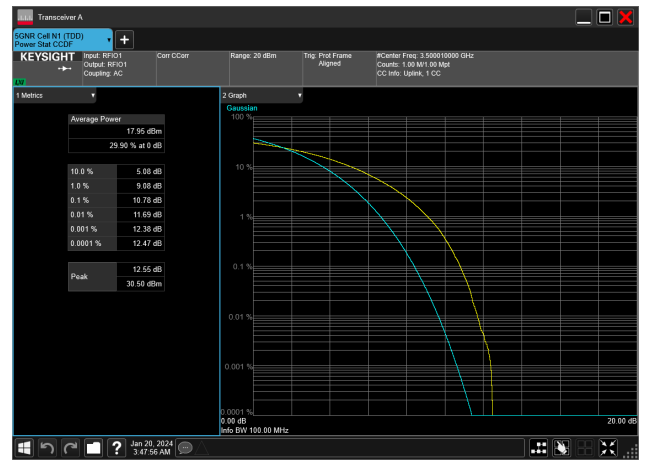 Transceiver A
5GNR Cell N1 (TDD)
Power Stat CCDF
KEYSIGHT
LXI
Input: RFIO1
Output: RFIO1
Coupling: AC
Corr CCorr
Range: 20 dBm
Trig: Prot Frame
Aligned
#Center Freq: 3.500010000 GHz
Counts: 1.00 M/1.00 Mpt
CC Info: Uplink, 1 CC
1 Metrics
Average Power
17.95 dBm
29.90 % at 0 dB
10.0 % 5.08 dB
1.0 % 9.08 dB
0.1 % 10.78 dB
0.01 % 11.69 dB
0.001 % 12.38 dB
0.0001 % 12.47 dB
Peak
12.55 dB
30.50 dBm
2 Graph
Gaussian
100 %
10 %
1 %
0.1 %
0.01 %
0.001 %
0.0001 %
0.00 dB
20.00 dB
Info BW 100.00 MHz
?
Jan 20, 2024
3:47:56 AM